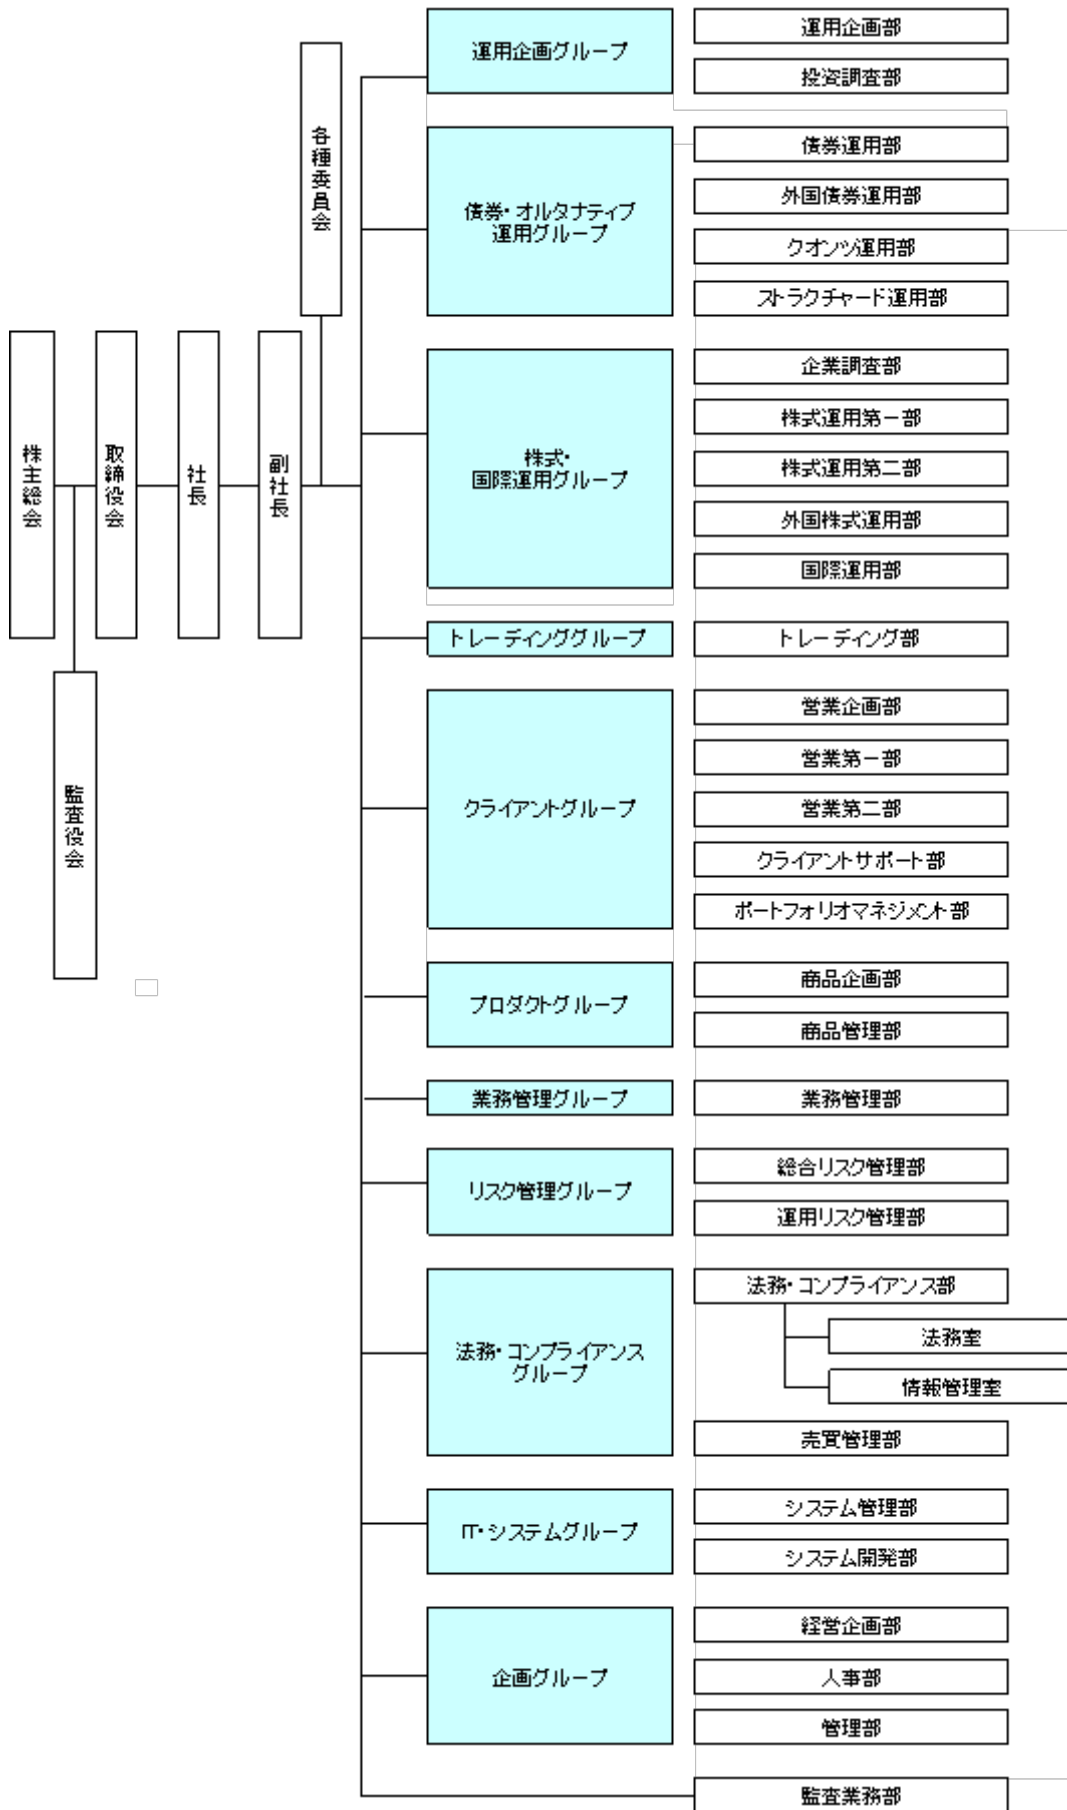 株主総会
監査役会
取締役会
社長
副社長
各種委員会
運用企画グループ
運用企画部
投資調査部
債券・オルタナティブ
運用グループ
債券運用部
外国債券運用部
クオンツ運用部
ストラクチャード運用部
株式・
国際運用グループ
企業調査部
株式運用第一部
株式運用第二部
外国株式運用部
国際運用部
トレーディンググループ
トレーディング部
クライアントグループ
営業企画部
営業第一部
営業第二部
クライアントサポート部
ポートフォリオマネジメント部
プロダクトグループ
商品企画部
商品管理部
業務管理グループ
業務管理部
リスク管理グループ
総合リスク管理部
運用リスク管理部
法務・コンプライアンス
グループ
法務・コンプライアンス部
法務室
情報管理室
売買管理部
IT・システムグループ
システム管理部
システム開発部
企画グループ
経営企画部
人事部
管理部
監査業務部